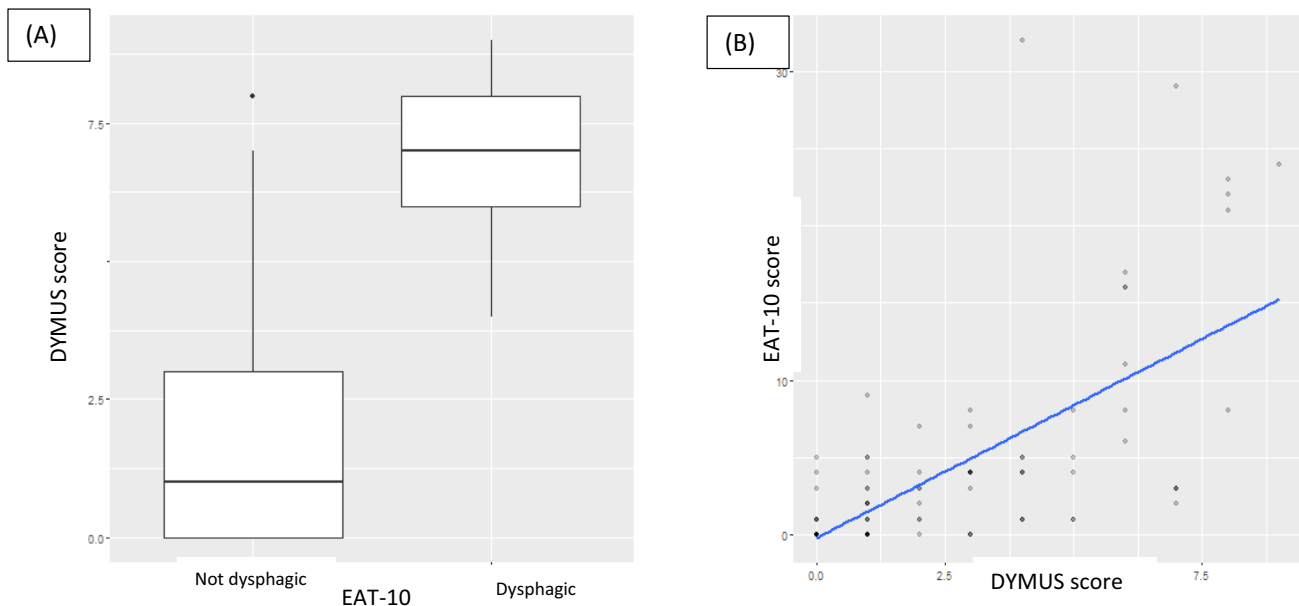 (A)
7.5
DYMUS score
2.5
0.0
Not dysphagic
Dysphagic
EAT-10
(B)
30
EAT-10 score
10
0
0.0
2.5
7.5
DYMUS score